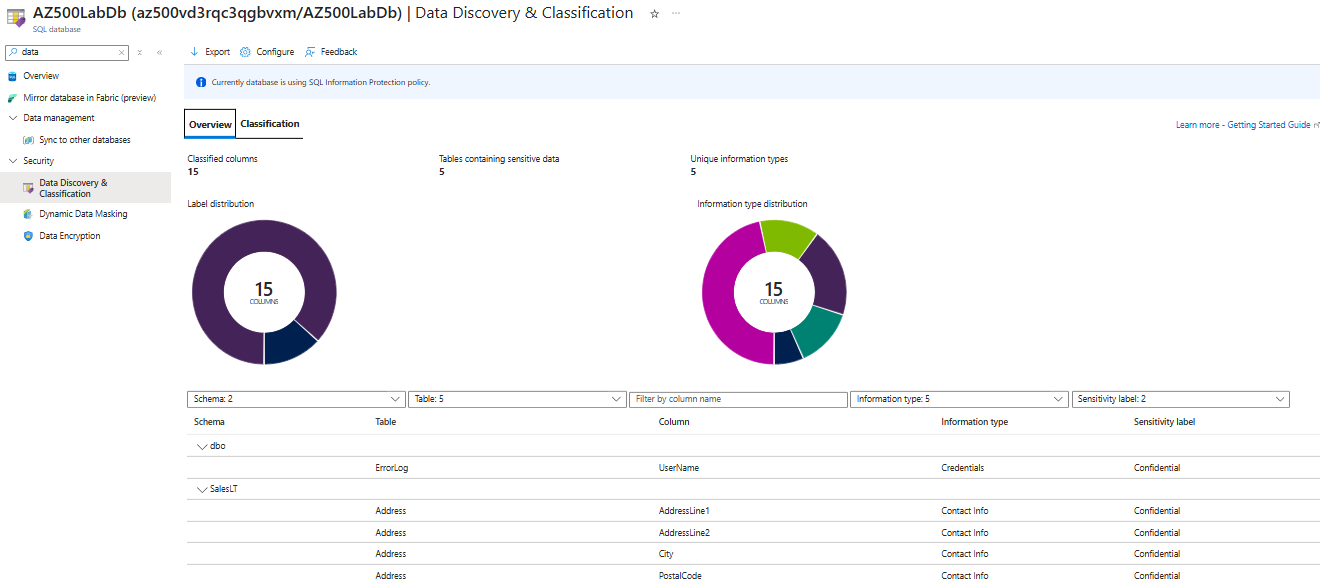 AZ500LabDb (az500vd3rqc3qgbvxm/AZ500LabDb) | Data Discovery & Classification
SQL database
data
Overview
Mirror database in Fabric (preview)
Data management
Sync to other databases
Security
Data Discovery &
Classification
Dynamic Data Masking
Data Encryption
Export Configure Feedback
Currently database is using SQL Information Protection policy.
Overview Classification
Learn more - Getting Started Guide
Classified columns Tables containing sensitive data Unique information types
15 5 5
Label distribution Information type distribution
15 15
COLUMNS COLUMNS
Schema: 2 Table: 5 Filter by column name Information type: 5 Sensitivity label: 2
Schema Table Column Information type Sensitivity label
dbo
ErrorLog UserName Credentials Confidential
SalesLT
Address AddressLine1 Contact Info Confidential
Address AddressLine2 Contact Info Confidential
Address City Contact Info Confidential
Address PostalCode Contact Info Confidential